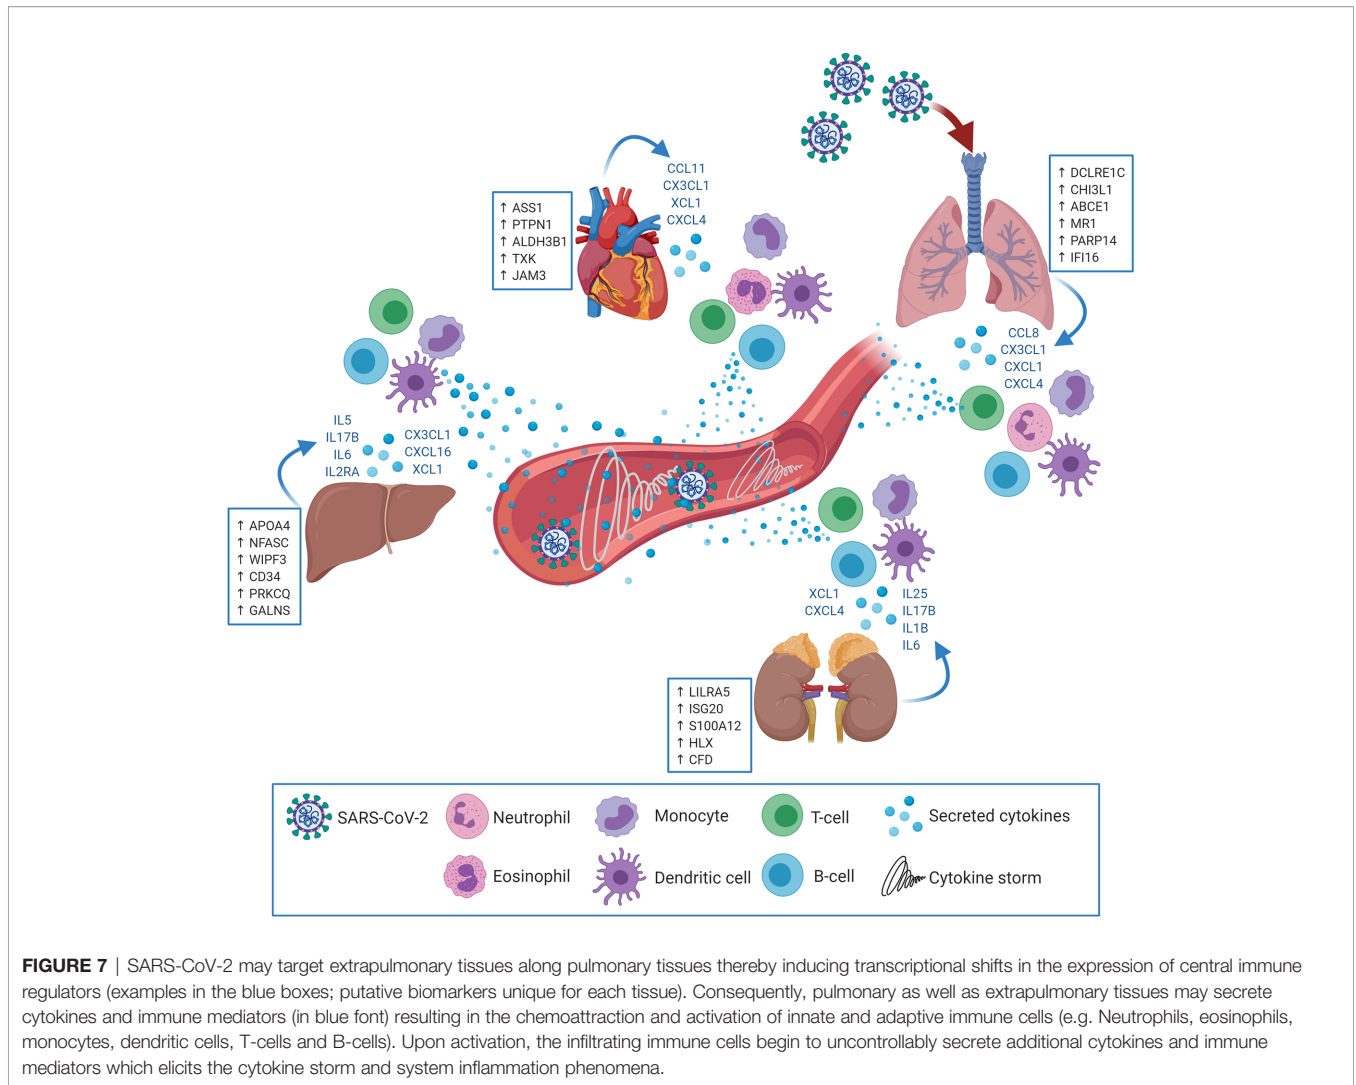 CCL11
CX3CL1
XCL1
CXCL4
↑ ASS1
↑ PTPN1
↑ ALDH3B1
↑ TXK
↑ JAM3
↑ DCLRE1C
↑ CHI3L1
↑ ABCE1
↑ MR1
↑ PARP14
↑ IFI16
CCL8
CX3CL1
CXCL1
CXCL4
IL5
IL17B
IL6
IL2RA
CX3CL1
CXCL16
XCL1
↑ APOA4
↑ NFASC
↑ WIPF3
↑ CD34
↑ PRKCQ
↑ GALNS
XCL1
CXCL4
IL25
IL17B
IL1B
IL6
↑ LILRA5
↑ ISG20
↑ S100A12
↑ HLX
↑ CFD
SARS-CoV-2
Neutrophil
Monocyte
T-cell
Secreted cytokines
Eosinophil
Dendritic cell
B-cell
Cytokine storm
FIGURE 7 | SARS-CoV-2 may target extrapulmonary tissues along pulmonary tissues thereby inducing transcriptional shifts in the expression of central immune
regulators (examples in the blue boxes; putative biomarkers unique for each tissue). Consequently, pulmonary as well as extrapulmonary tissues may secrete
cytokines and immune mediators (in blue font) resulting in the chemoattraction and activation of innate and adaptive immune cells (e.g. Neutrophils, eosinophils,
monocytes, dendritic cells, T-cells and B-cells). Upon activation, the infiltrating immune cells begin to uncontrollably secrete additional cytokines and immune
mediators which elicits the cytokine storm and system inflammation phenomena.